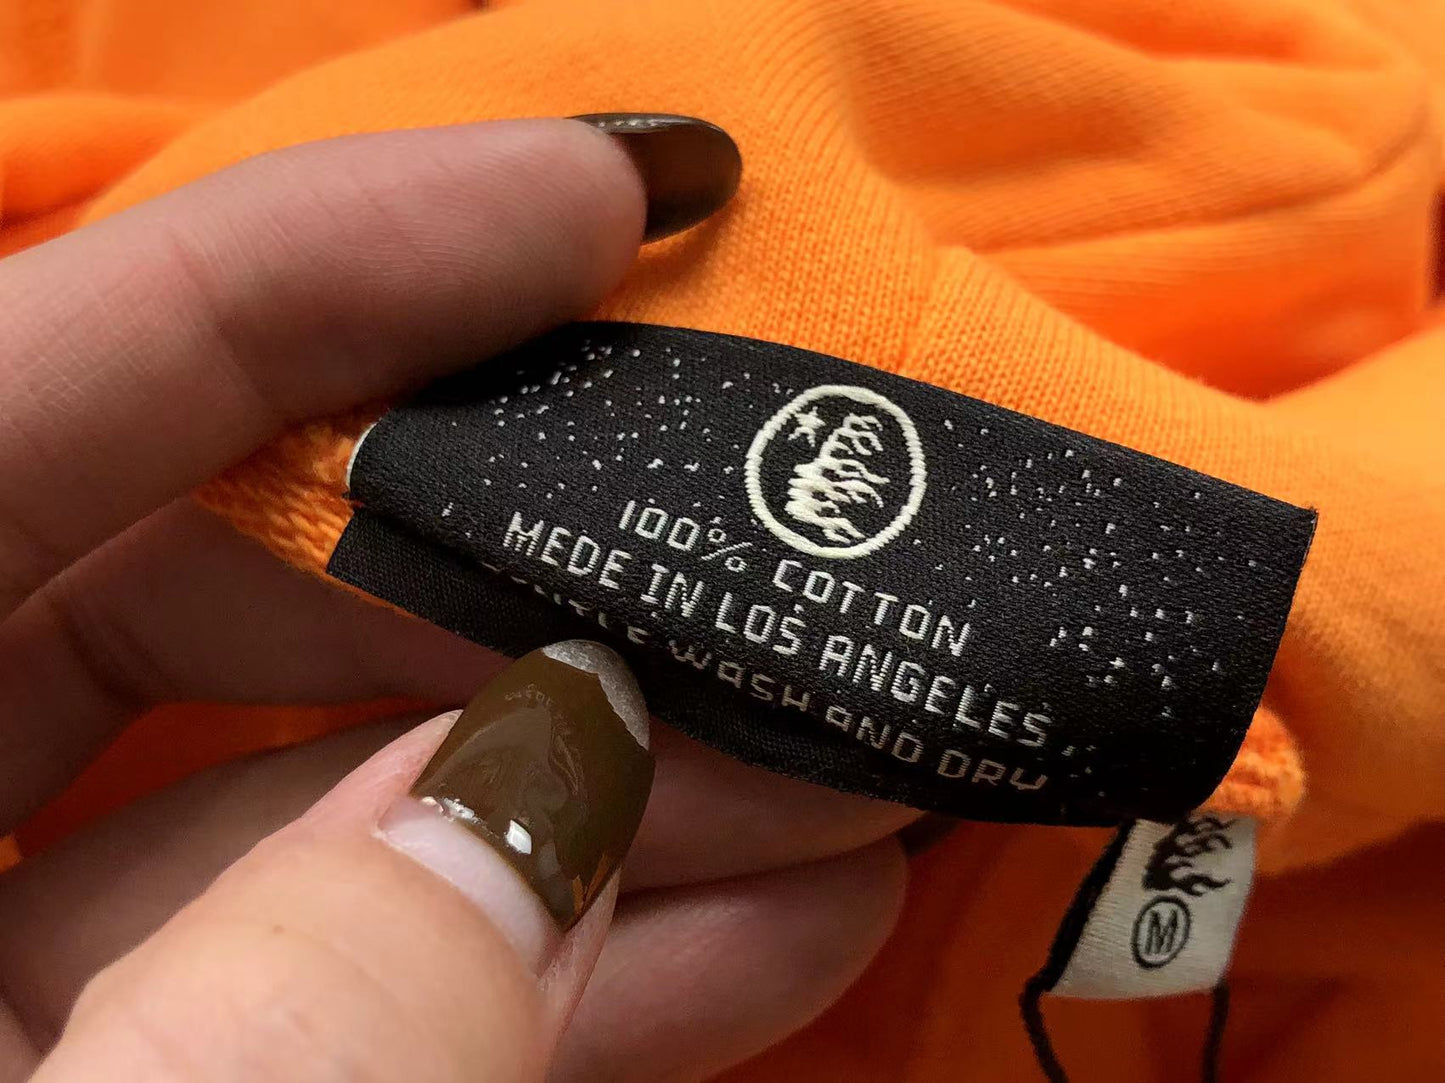 100% COTTON
MEDE IN LOS ANGELES
WASH AND DRY
M